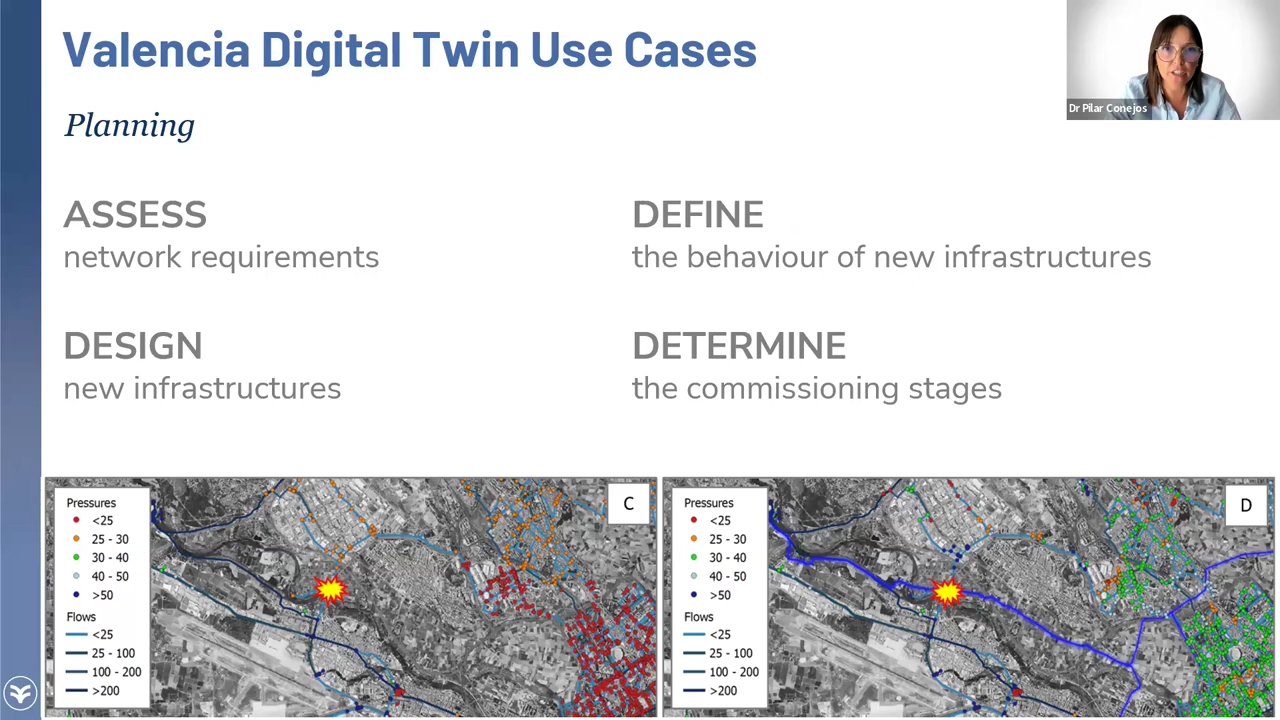 Valencia Digital Twin Use Cases
Dr Pilar Conejos
Planning
ASSESS
network requirements
DEFINE
the behaviour of new infrastructures
DESIGN
new infrastructures
DETERMINE
the commissioning stages
Pressures
<25
25 - 30
30 - 40
40 - 50
>50
Flows
<25
25 - 100
100 - 200
>200
C
Pressures
<25
25 - 30
30 - 40
40 - 50
>50
Flows
<25
25 - 100
100 - 200
>200
D